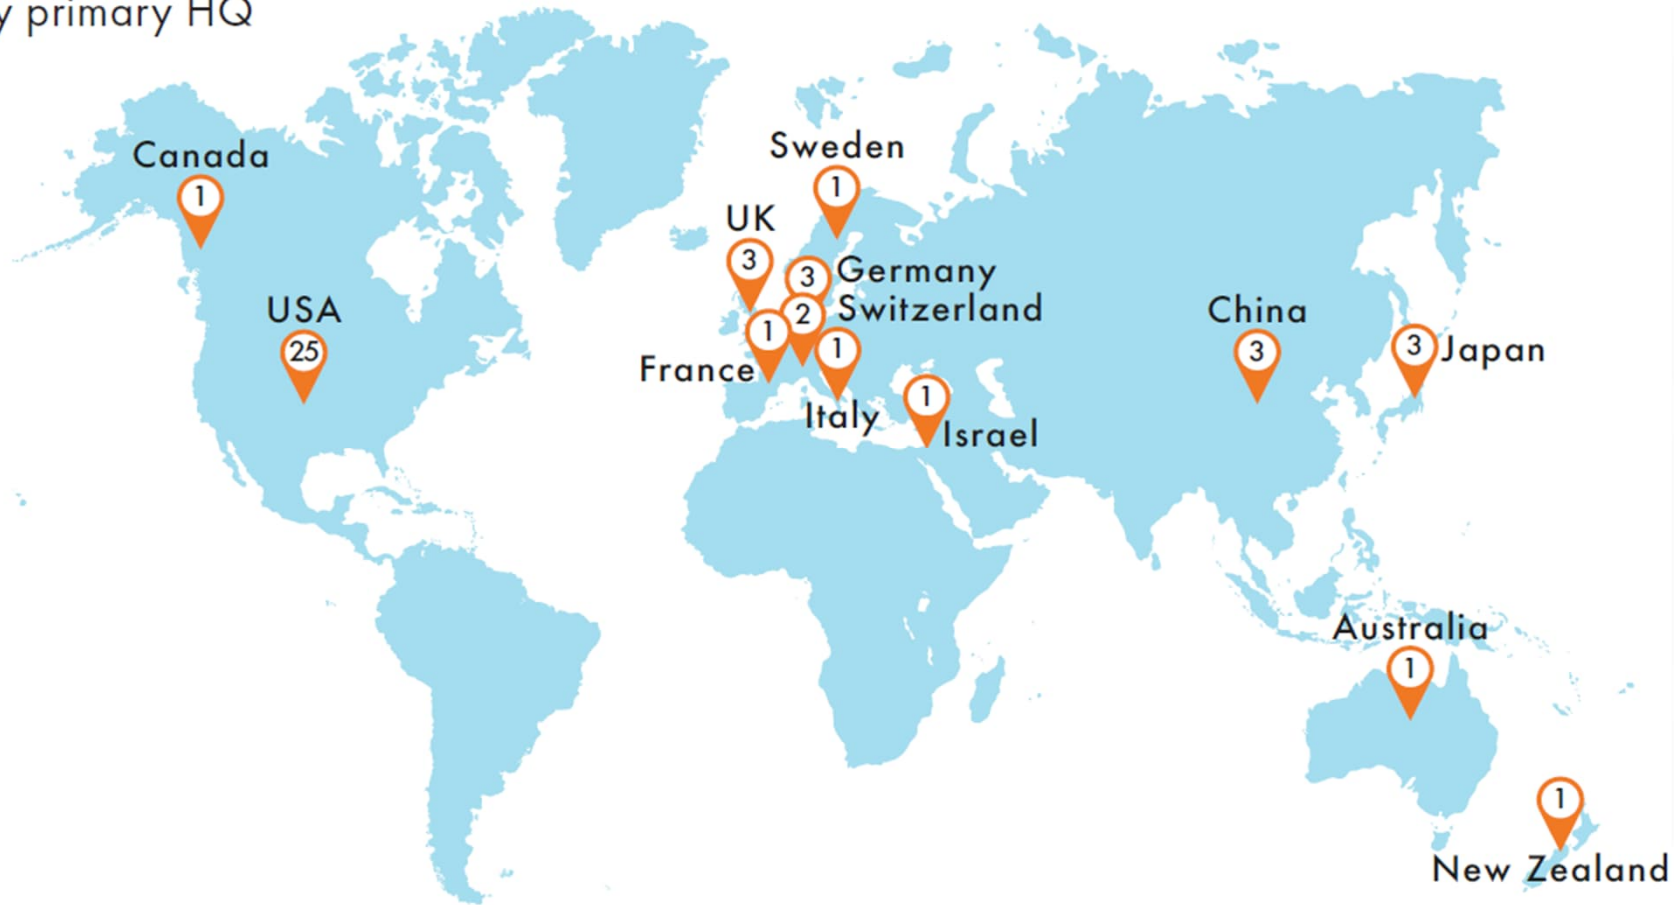 y primary HQ
Canada
1
USA
25
Sweden
1
UK
3
3 Germany
2 Switzerland
1
France
1
Italy
1
Israel
China
3
3 Japan
Australia
1
1
New Zealand